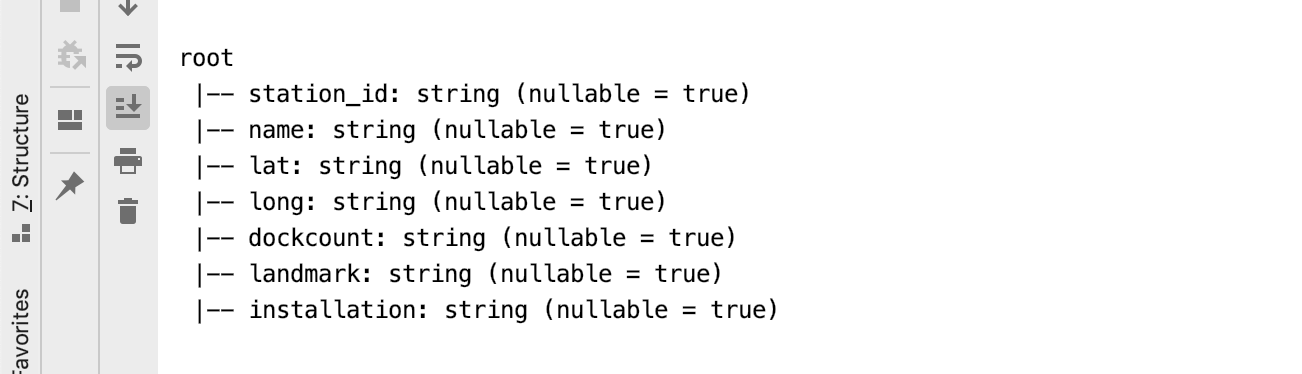 root
 |-- station_id: string (nullable = true)
 |-- name: string (nullable = true)
 |-- lat: string (nullable = true)
 |-- long: string (nullable = true)
 |-- dockcount: string (nullable = true)
 |-- landmark: string (nullable = true)
 |-- installation: string (nullable = true)
7: Structure
Favorites